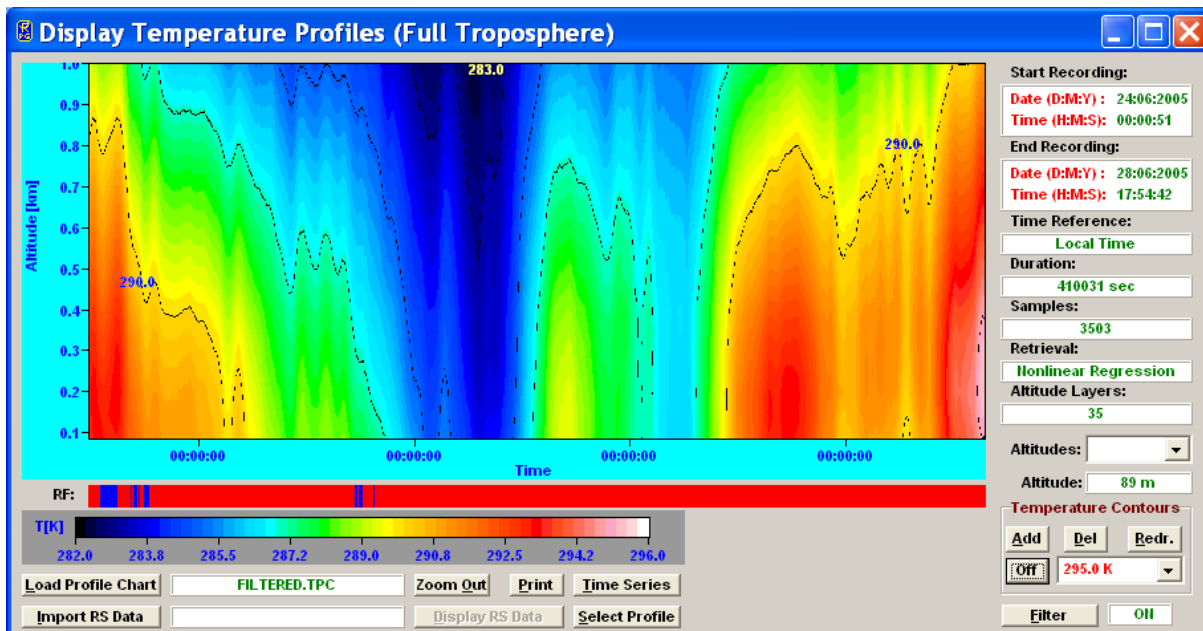 Display Temperature Profiles (Full Troposphere)
Start Recording:
Date (D:M:Y) : 24:06:2005
Time (H:M:S): 00:00:51
End Recording:
Date (D:M:Y) : 28:06:2005
Time (H:M:S): 17:54:42
Time Reference:
Local Time
Duration:
410031 sec
Samples:
3503
Retrieval:
Nonlinear Regression
Altitude Layers:
35
Altitudes:
Altitude: 89 m
Temperature Contours
Add Del Redr.
Off 295.0 K
Filter ON
Altitude [km]
1.0
0.9
0.8
0.7
0.6
0.5
0.4
0.3
0.2
0.1
283.0
290.0
290.0
00:00:00 00:00:00 00:00:00 00:00:00
Time
RF:
T[K]
282.0 283.8 285.5 287.2 289.0 290.8 292.5 294.2 296.0
Load Profile Chart FILTERED.TPC Zoom Out Print Time Series
Import RS Data Display RS Data Select Profile